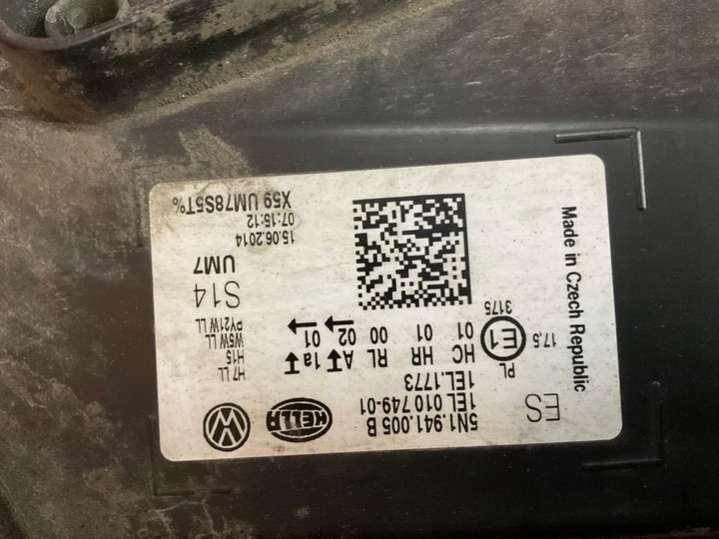 5N1.941.005 B
1EL 010 749-01
1EL.1773
HELLA
ES
PL
HC HR RL A 1a
01 01 00 02 01
E1
17.5
3175
H7 LL
H15
W5W LL
PY21W LL
S14
UM7
15.06.2014
07:15:12
X59 UM78S5T%
Made in Czech Republic